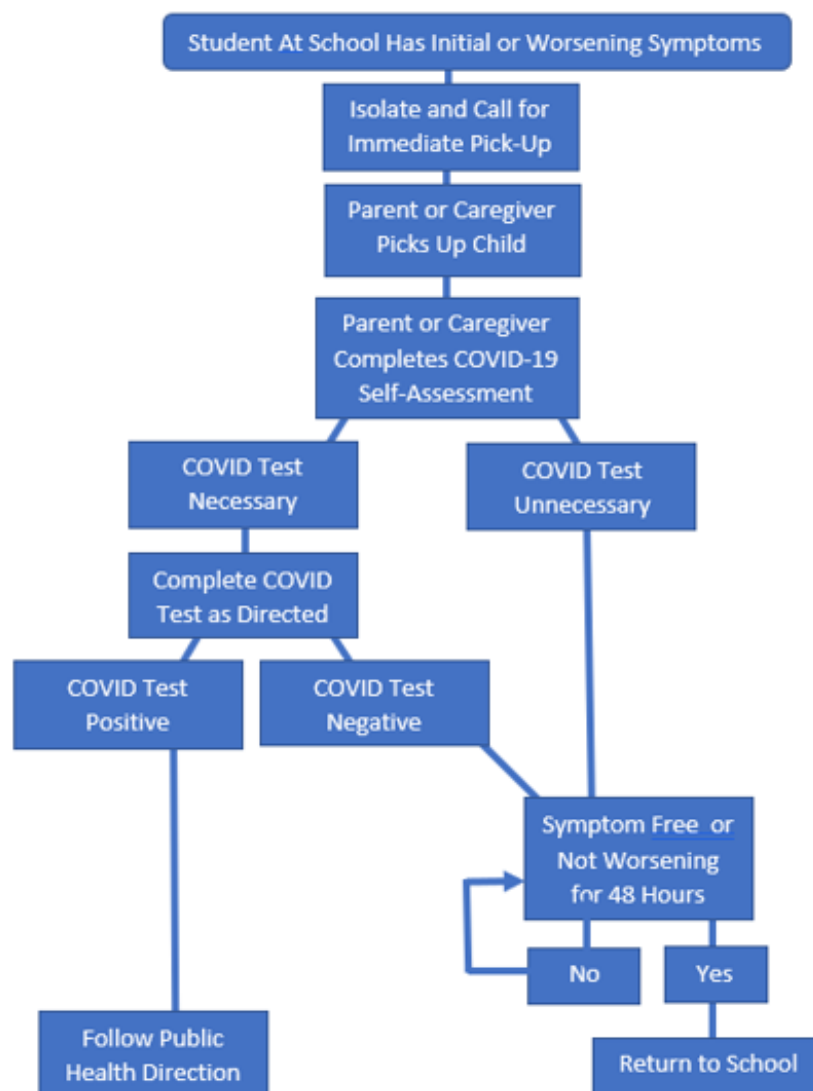 Student At School Has Initial or Worsening Symptoms
Isolate and Call for
Immediate Pick-Up
Parent or Caregiver
Picks Up Child
Parent or Caregiver
Completes COVID-19
Self-Assessment
COVID Test
Necessary
COVID Test
Unnecessary
Complete COVID
Test as Directed
COVID Test
Positive
COVID Test
Negative
Symptom Free or
Not Worsening
for 48 Hours
No
Yes
Follow Public
Health Direction
Return to School